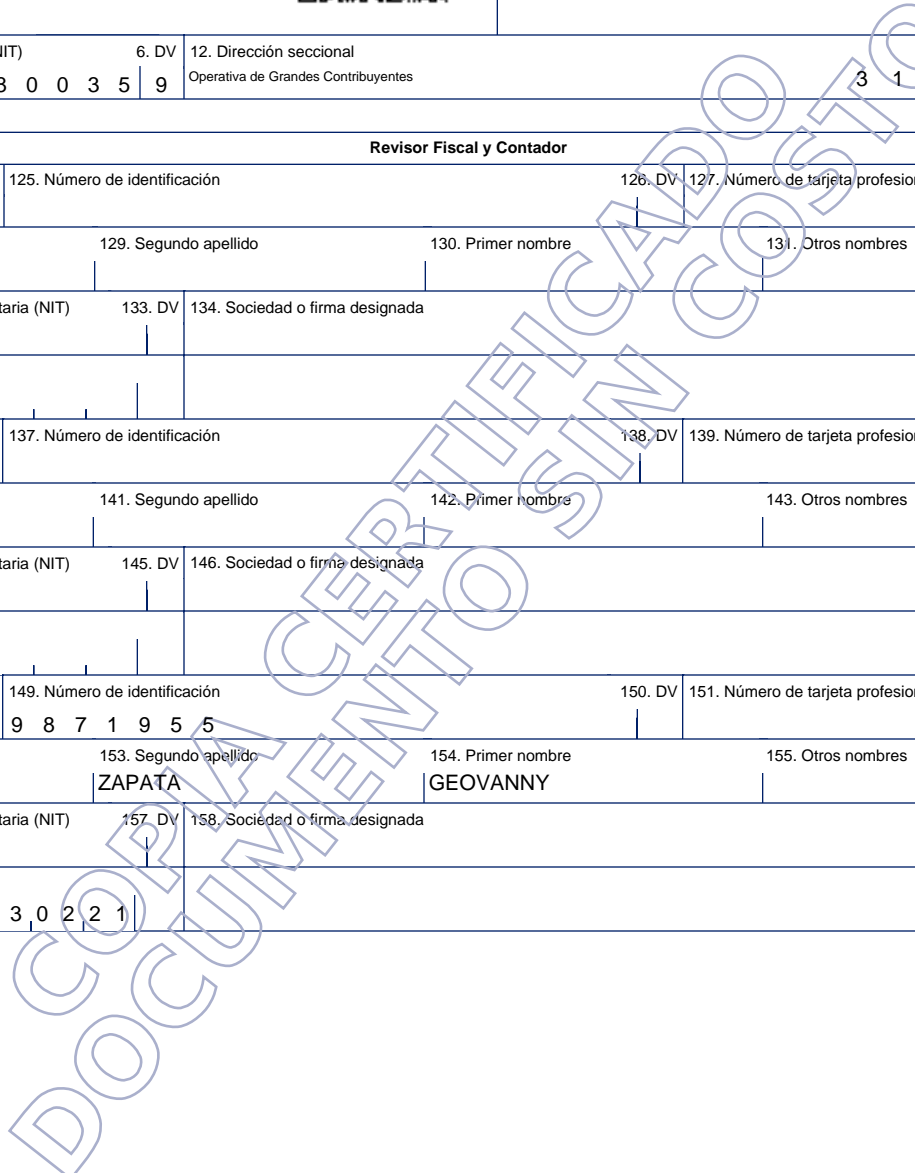 NIT) 6. DV 12. Dirección seccional
3 0 0 3 5 9 Operativa de Grandes Contribuyentes 3 1
Revisor Fiscal y Contador
125. Número de identificación 126. DV 127. Número de tarjeta profesion
129. Segundo apellido 130. Primer nombre 131. Otros nombres
taria (NIT) 133. DV 134. Sociedad o firma designada
137. Número de identificación 138. DV 139. Número de tarjeta profesion
141. Segundo apellido 142. Primer nombre 143. Otros nombres
taria (NIT) 145. DV 146. Sociedad o firma designada
149. Número de identificación 150. DV 151. Número de tarjeta profesion
9 8 7 1 9 5 5
153. Segundo apellido 154. Primer nombre 155. Otros nombres
ZAPATA GEOVANNY
taria (NIT) 157. DV 158. Sociedad o firma designada
3 0 2 2 1
COPIA CERTIFICADO
DOCUMENTO SIN COSTO